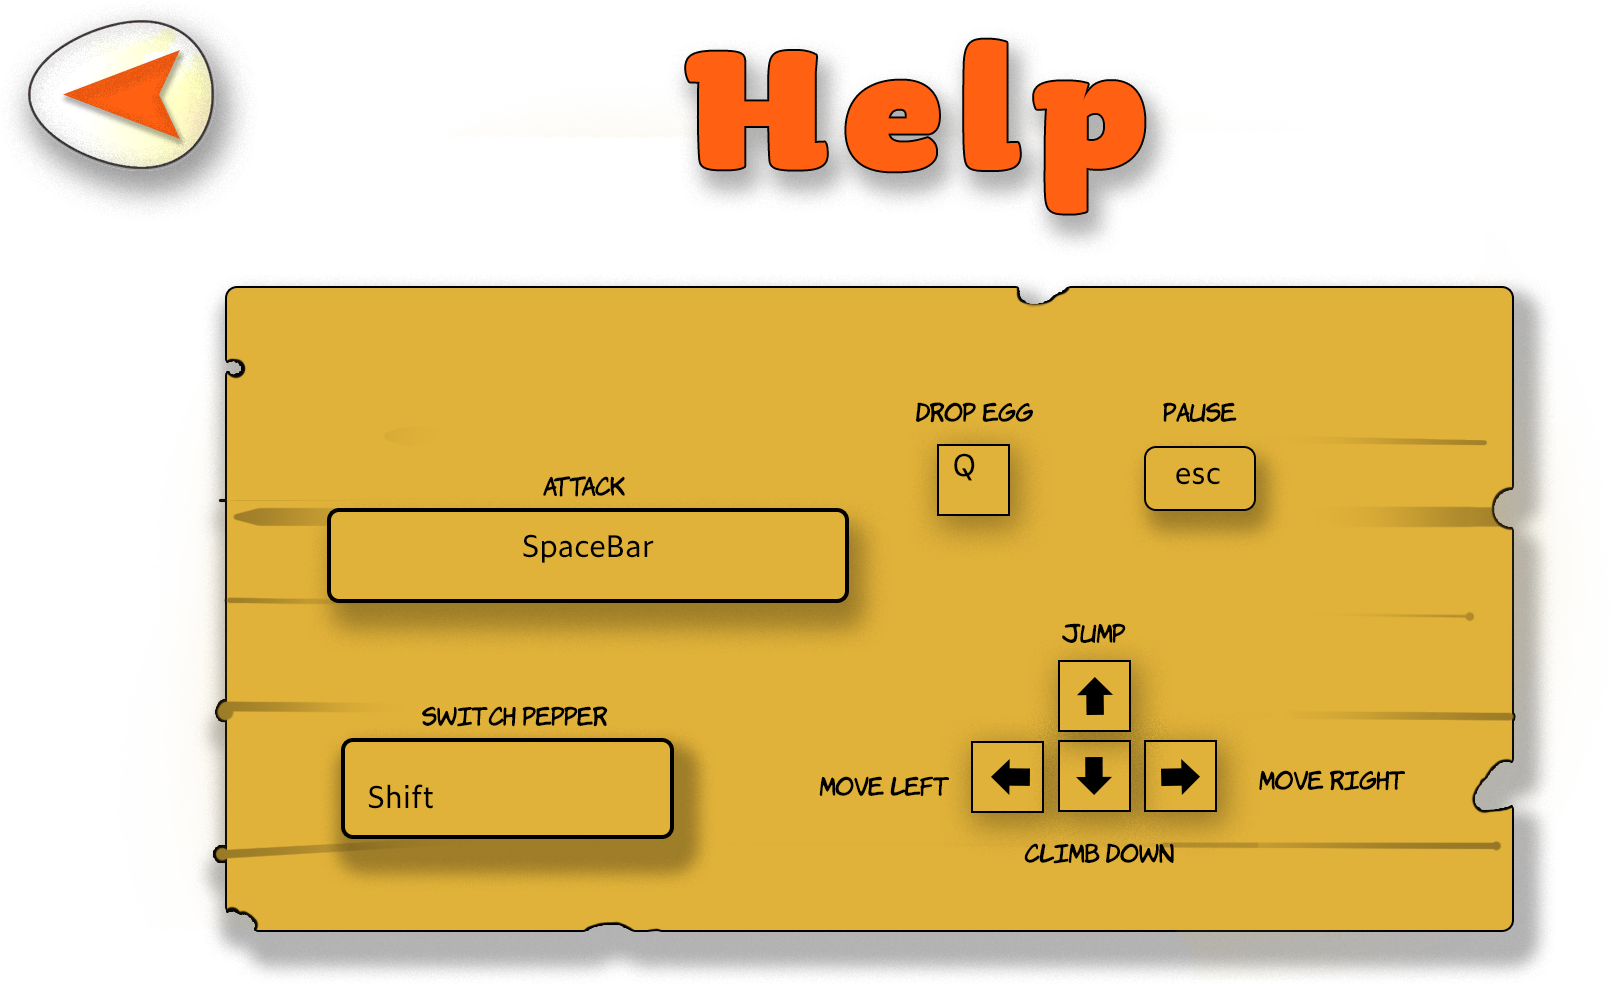 Help
DROP EGG
Q
PAUSE
esc
ATTACK
SpaceBar
JUMP
SWITCH PEPPER
Shift
MOVE LEFT
MOVE RIGHT
CLIMB DOWN